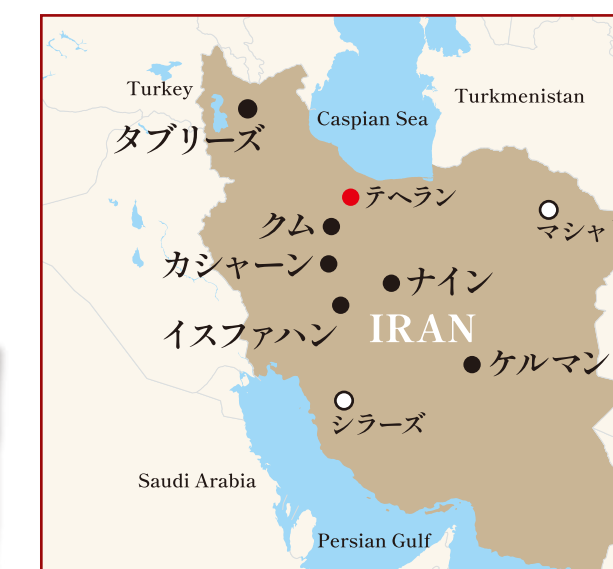 Turkey
Turkmenistan
Caspian Sea
タブリーズ
テヘラン
クム
マシャ
カシャーン
ナイン
イスファハン
IRAN
ケルマン
シラーズ
Saudi Arabia
Persian Gulf